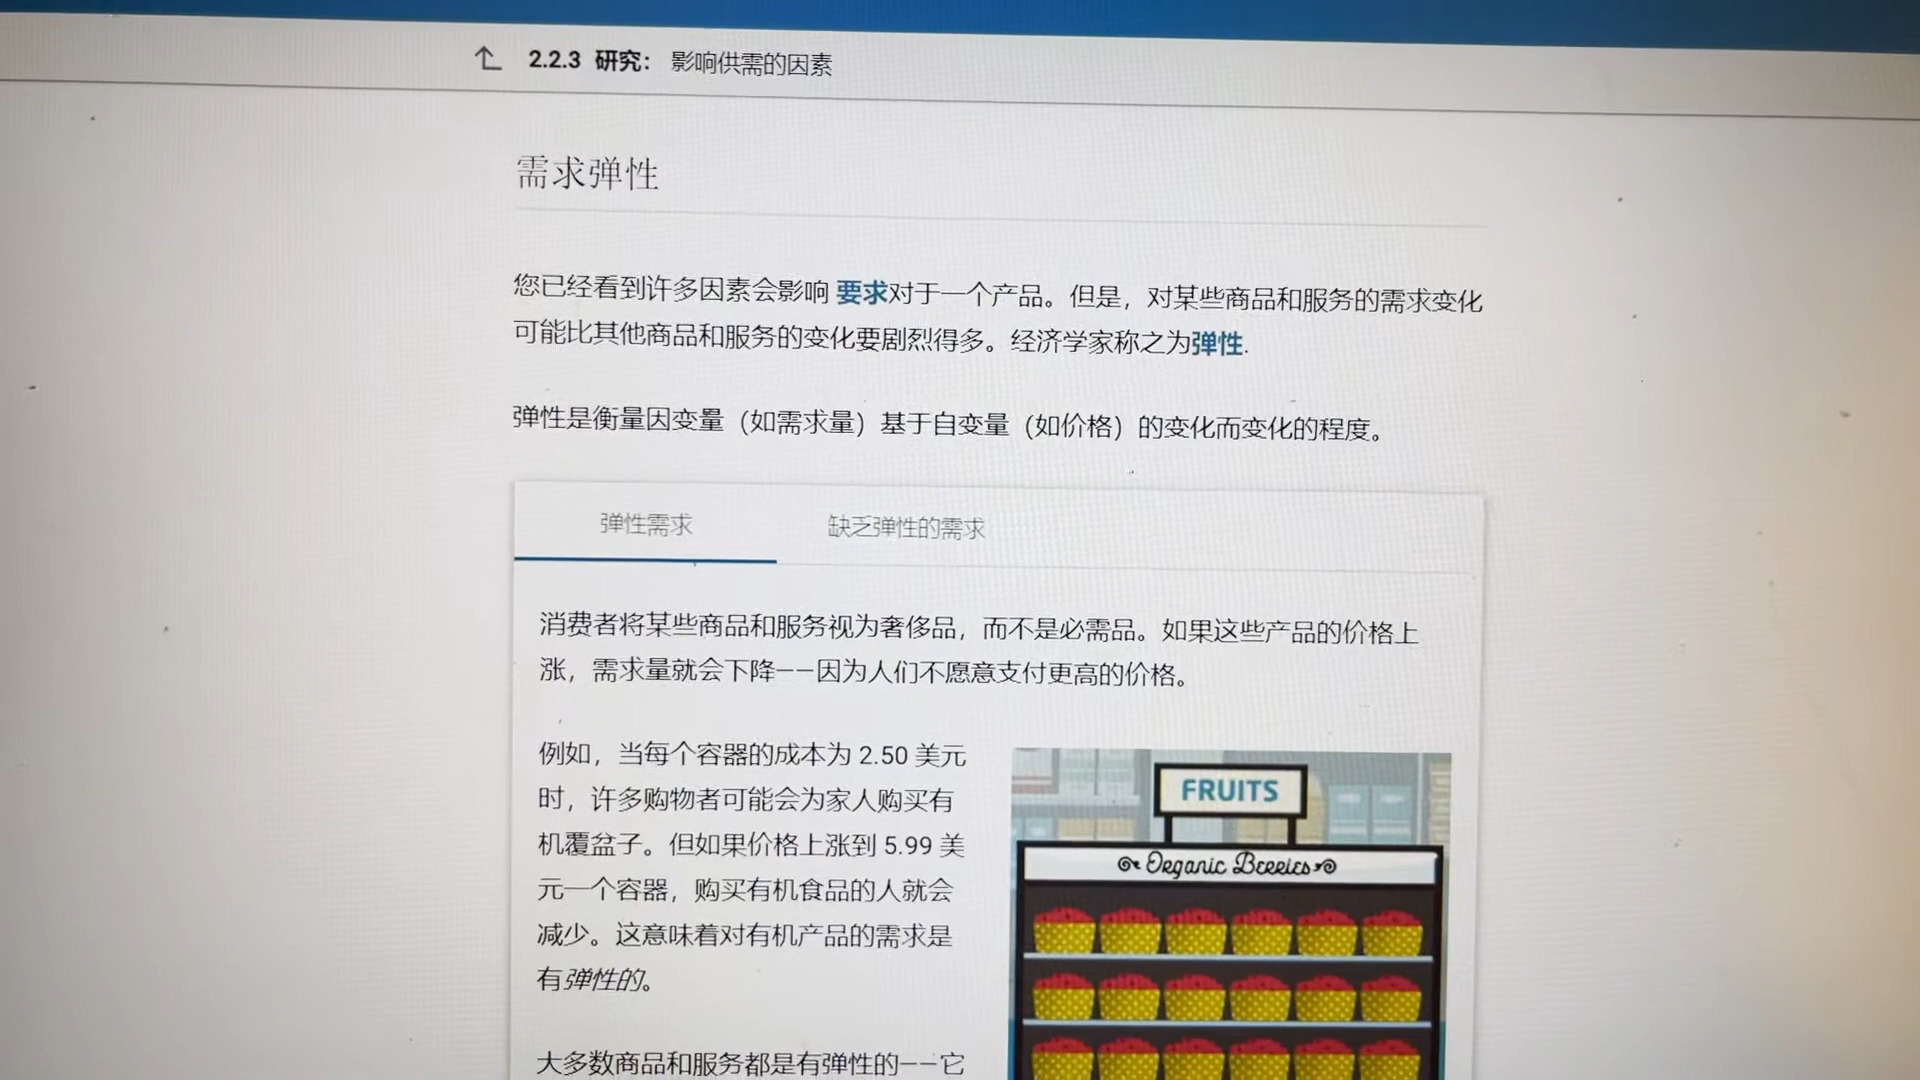 2.2.3 研究： 影响供需的因素
需求弹性
您已经看到许多因素会影响 要求对于一个产品。但是，对某些商品和服务的需求变化
可能比其他商品和服务的变化要剧烈得多。经济学家称之为弹性.
弹性是衡量因变量（如需求量）基于自变量（如价格）的变化而变化的程度。
弹性需求
缺乏弹性的需求
消费者将某些商品和服务视为奢侈品，而不是必需品。如果这些产品的价格上
涨，需求量就会下降——因为人们不愿意支付更高的价格。
例如，当每个容器的成本为 2.50 美元
时，许多购物者可能会为家人购买有
机覆盆子。但如果价格上涨到 5.99 美
元一个容器，购买有机食品的人就会
减少。这意味着对有机产品的需求是
有弹性的。
大多数商品和服务都是有弹性的——它
FRUITS
Organic Berries